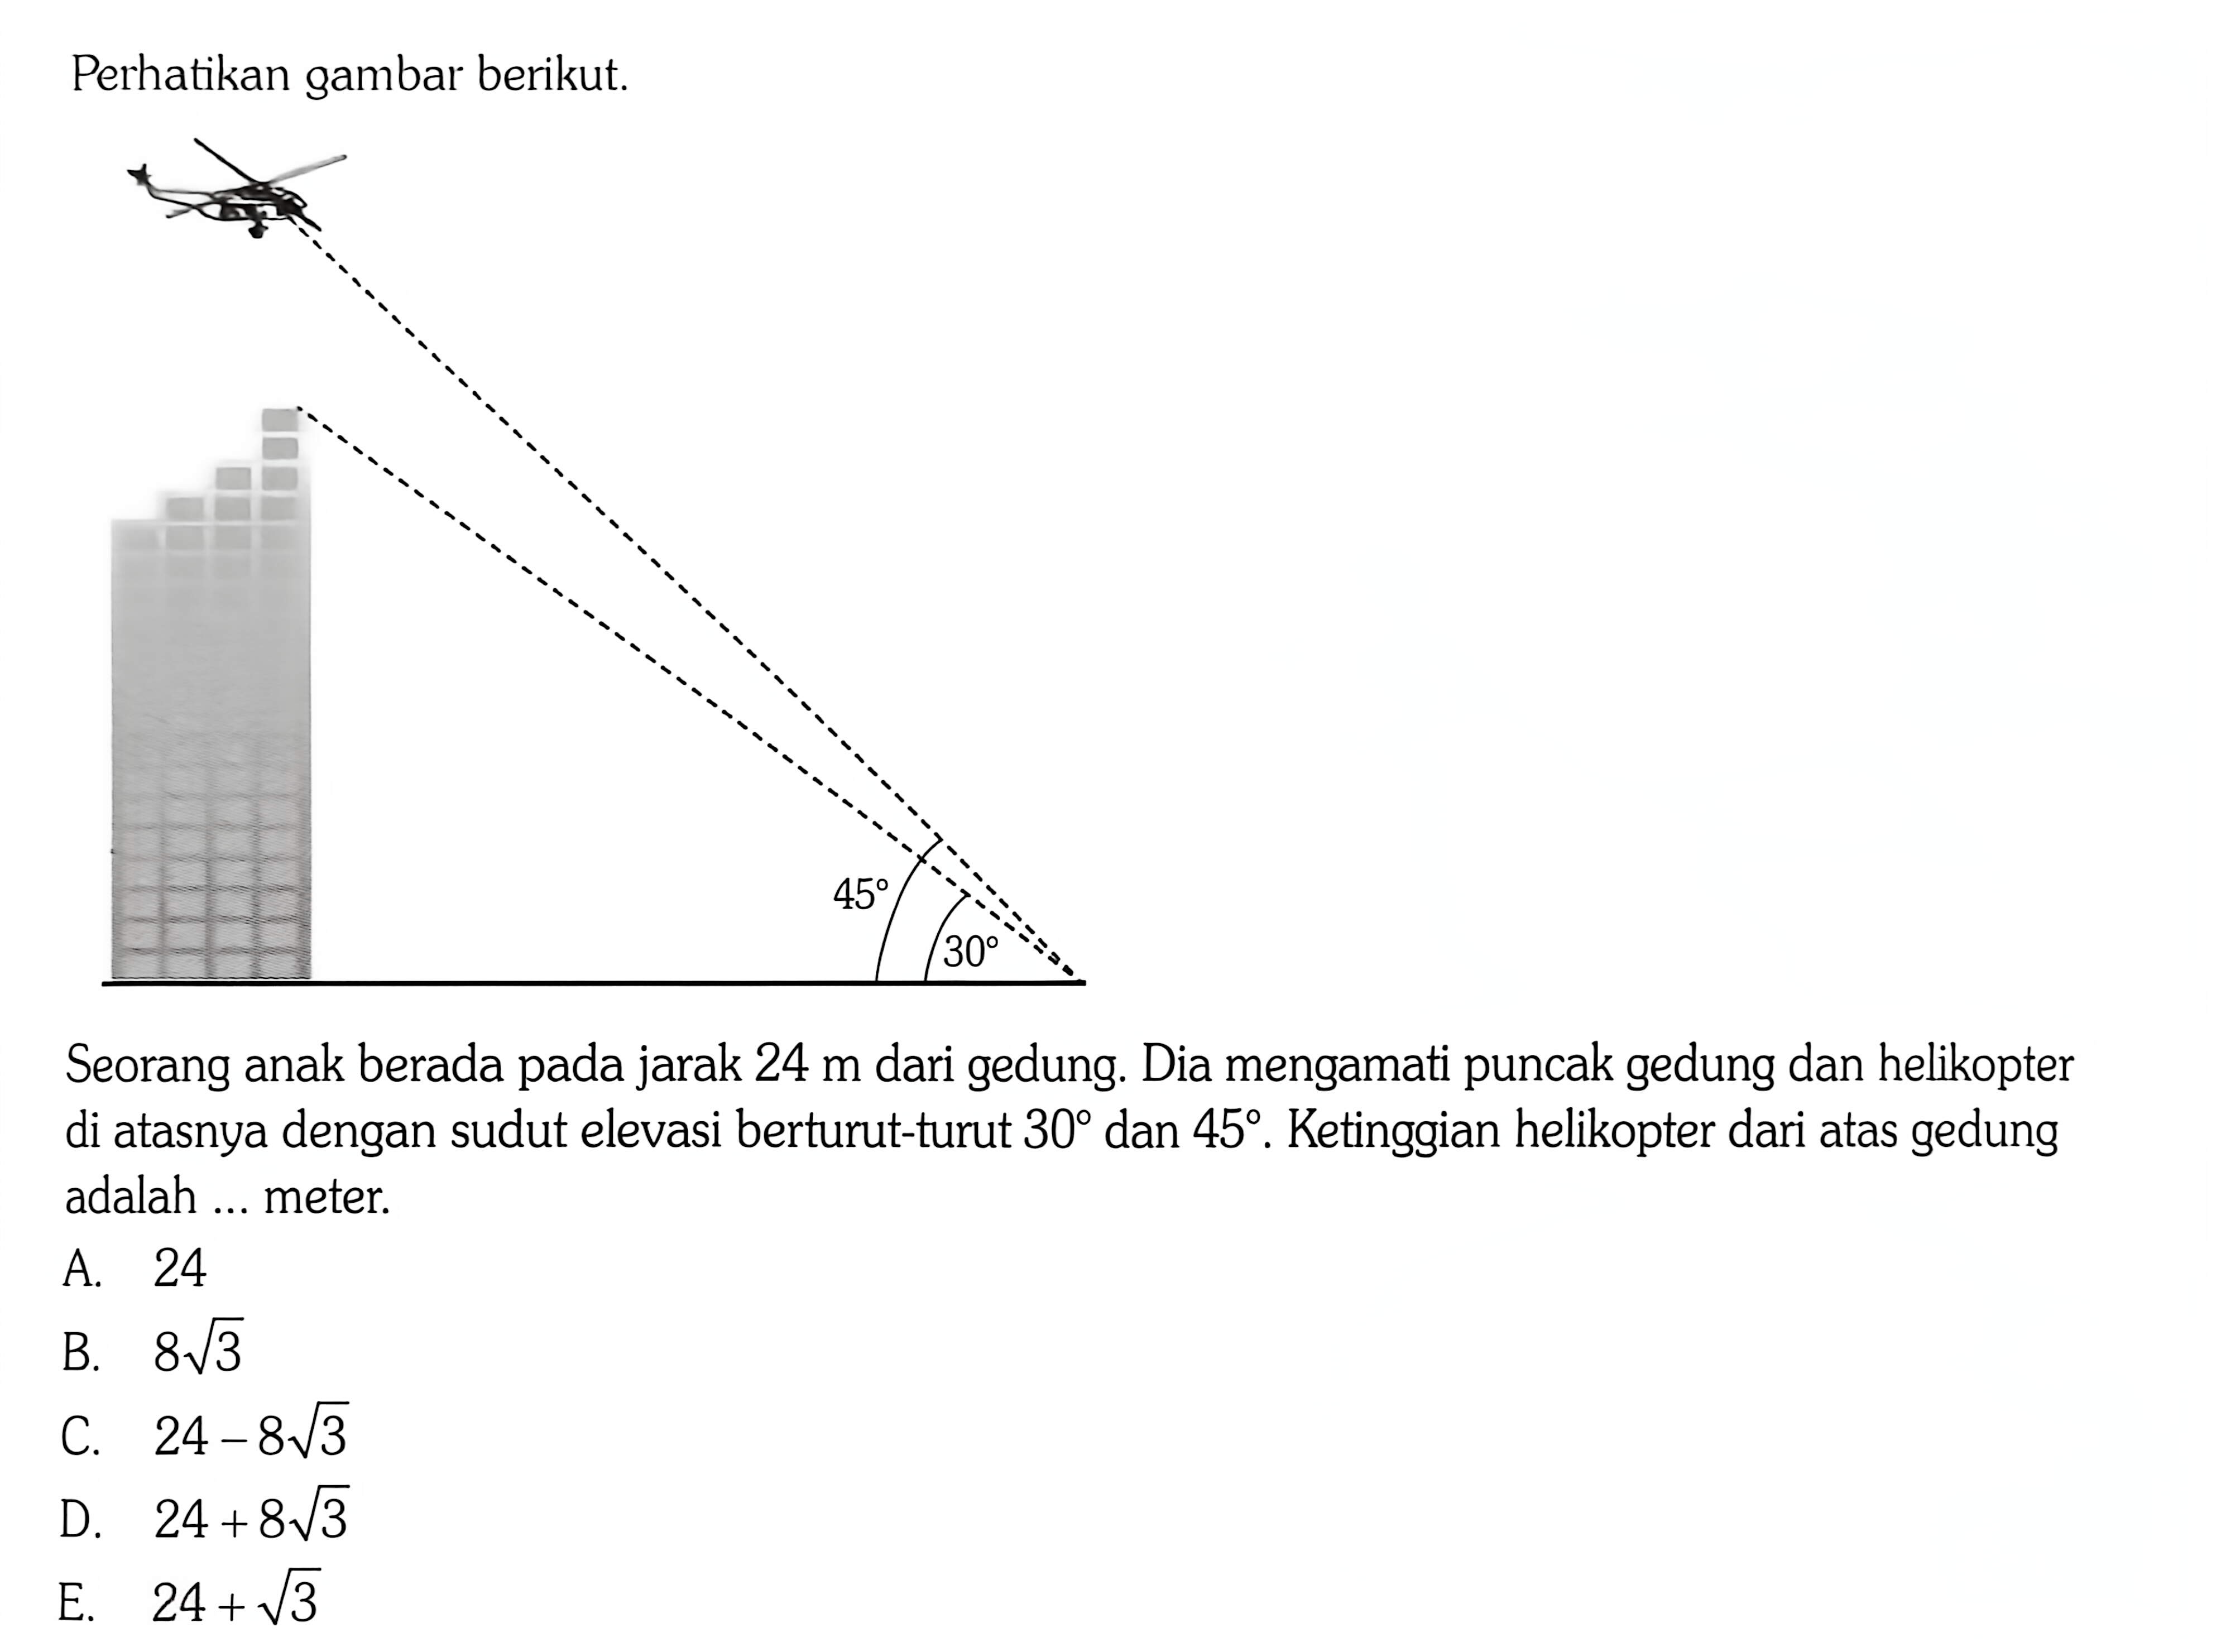 Perhatikan gambar berikut.
45°
30°
Seorang anak berada pada jarak 24 m dari gedung. Dia mengamati puncak gedung dan helikopter
di atasnya dengan sudut elevasi berturut-turut 30° dan 45°. Ketinggian helikopter dari atas gedung
adalah ... meter.
A. 24
B. 8√3
C. 24 – 8√3
D. 24 + 8√3
E. 24 + √3